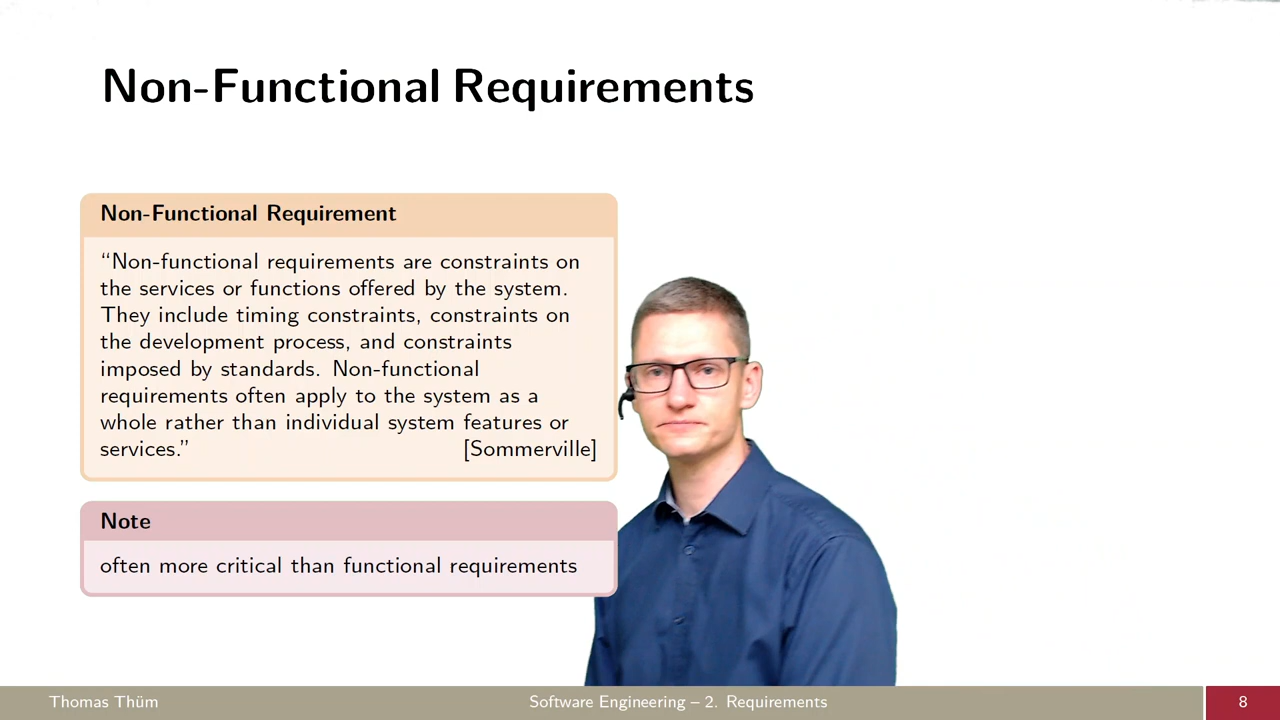 Non-Functional Requirements
Non-Functional Requirement
“Non-functional requirements are constraints on
the services or functions offered by the system.
They include timing constraints, constraints on
the development process, and constraints
imposed by standards. Non-functional
requirements often apply to the system as a
whole rather than individual system features or
services.” [Sommerville]
Note
often more critical than functional requirements
Thomas Thüm Software Engineering – 2. Requirements 8